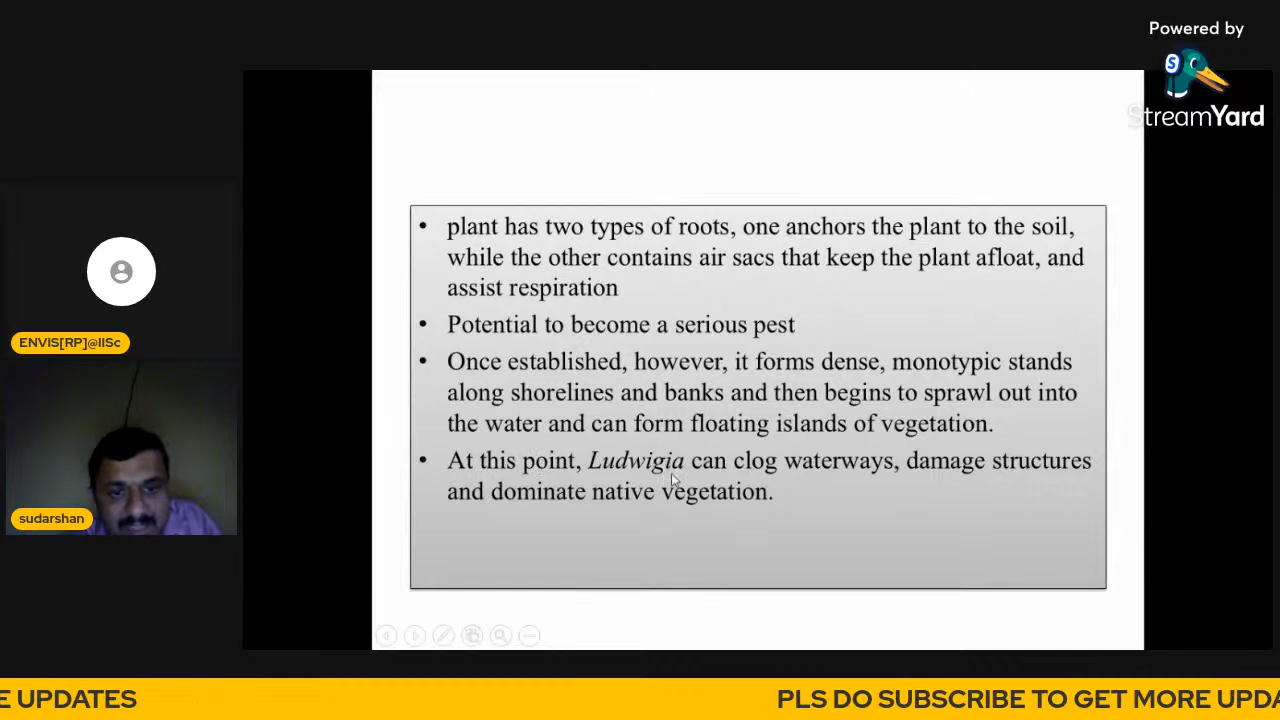 Powered by
StreamYard
• plant has two types of roots, one anchors the plant to the soil,
while the other contains air sacs that keep the plant afloat, and
assist respiration
• Potential to become a serious pest
• Once established, however, it forms dense, monotypic stands
along shorelines and banks and then begins to sprawl out into
the water and can form floating islands of vegetation.
• At this point, Ludwigia can clog waterways, damage structures
and dominate native vegetation.
ENVIS[RP]@IISc
sudarshan
E UPDATES
PLS DO SUBSCRIBE TO GET MORE UPDA